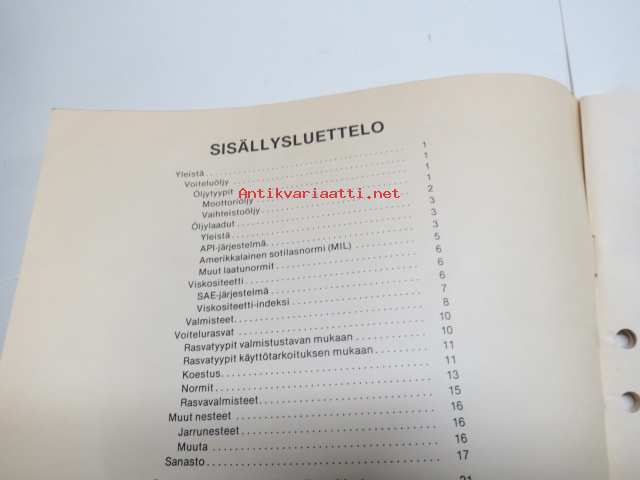 SISÄLLYSLUETTELO
Yleistä 1
Voiteluöljy 1
Öljytyypit 1
Moottoriöljy 1
Vaihteistoöljy 2
Öljylaadut 3
Yleistä 3
API-järjestelmä 3
Amerikkalainen sotilasnormi (MIL) 5
Muut laatunormit 6
Viskositeetti 6
SAE-järjestelmä 6
Viskositeetti-indeksi 7
Valmisteet 8
Voitelurasvat 10
Rasvatyypit valmistustavan mukaan 10
Rasvatyypit käyttötarkoituksen mukaan 11
Koestus 11
Normit 13
Rasvavalmisteet 15
Muut nesteet 16
Jarrunesteet 16
Muuta 16
Sanasto 17
21
Antikvariaatti.net